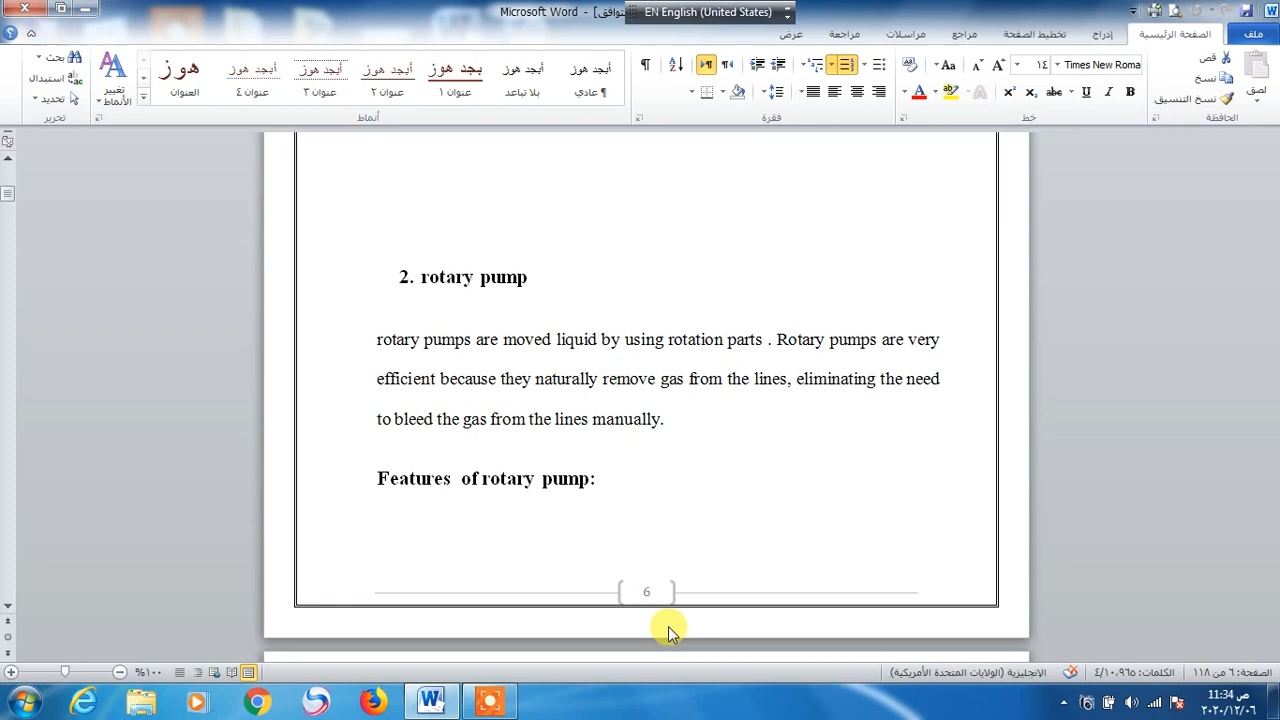 Microsoft Word - [متوافق
EN English (United States)
ملف
الصفحة الرئيسية
إدراج
تخطيط الصفحة
مراجع
مراسلات
مراجعة
عرض
لصق
قص
نسخ
نسخ التنسيق
الحافظة
Times New Roma
١٤
خط
فقرة
أبجد هوز
¶ عادي
أبجد هوز
بلا تباعد
بجد هوز
عنوان ١
أبجد هوز
عنوان ٢
أبجد هوز
عنوان ٣
أبجد هوز
عنوان ٤
هوز
العنوان
أنماط
تغيير
الأنماط
بحث
استبدال
تحديد
تحرير
2. rotary pump
rotary pumps are moved liquid by using rotation parts . Rotary pumps are very
efficient because they naturally remove gas from the lines, eliminating the need
to bleed the gas from the lines manually.
Features of rotary pump:
6
الصفحة: ٦ من ١١٨
الكلمات: ٤/١٠,٩٦٥
الإنجليزية (الولايات المتحدة الأمريكية)
٪١٠٠
ص 11:34
٢٠٢٠/١٢/٠٦